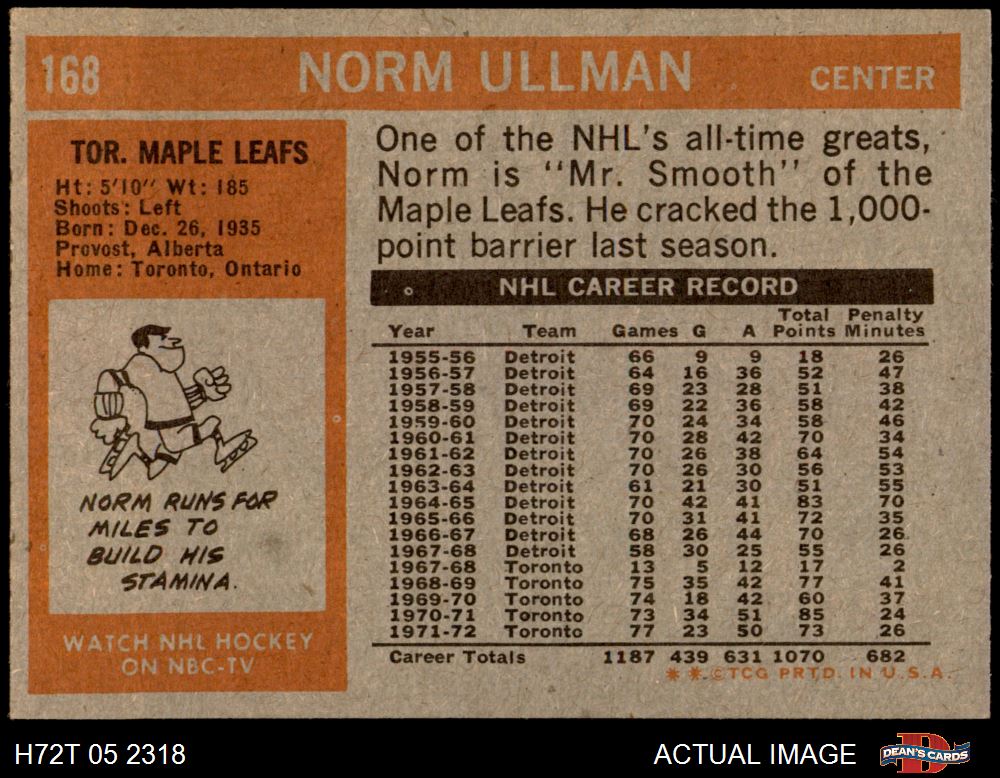 168 NORM ULLMAN CENTER
TOR. MAPLE LEAFS
Ht: 5'10" Wt: 185
Shoots: Left
Born: Dec. 26, 1935
Provost, Alberta
Home: Toronto, Ontario
NORM RUNS FOR
MILES TO
BUILD HIS
STAMINA.
WATCH NHL HOCKEY
ON NBC-TV
One of the NHL's all-time greats,
Norm is "Mr. Smooth" of the
Maple Leafs. He cracked the 1,000-
point barrier last season.
NHL CAREER RECORD
Total Penalty
Year Team Games G A Points Minutes
1955-56 Detroit 66 9 9 18 26
1956-57 Detroit 64 16 36 52 47
1957-58 Detroit 69 23 28 51 38
1958-59 Detroit 69 22 36 58 42
1959-60 Detroit 70 24 34 58 46
1960-61 Detroit 70 28 42 70 34
1961-62 Detroit 70 26 38 64 54
1962-63 Detroit 70 26 30 56 53
1963-64 Detroit 61 21 30 51 55
1964-65 Detroit 70 42 41 83 70
1965-66 Detroit 70 31 41 72 35
1966-67 Detroit 68 26 44 70 26
1967-68 Detroit 58 30 25 55 26
1967-68 Toronto 13 5 12 17 2
1968-69 Toronto 75 35 42 77 41
1969-70 Toronto 74 18 42 60 37
1970-71 Toronto 73 34 51 85 24
1971-72 Toronto 77 23 50 73 26
Career Totals 1187 439 631 1070 682
* * ©TCG PRTD. IN U.S.A.
H72T 05 2318 ACTUAL IMAGE DEAN'S CARDS